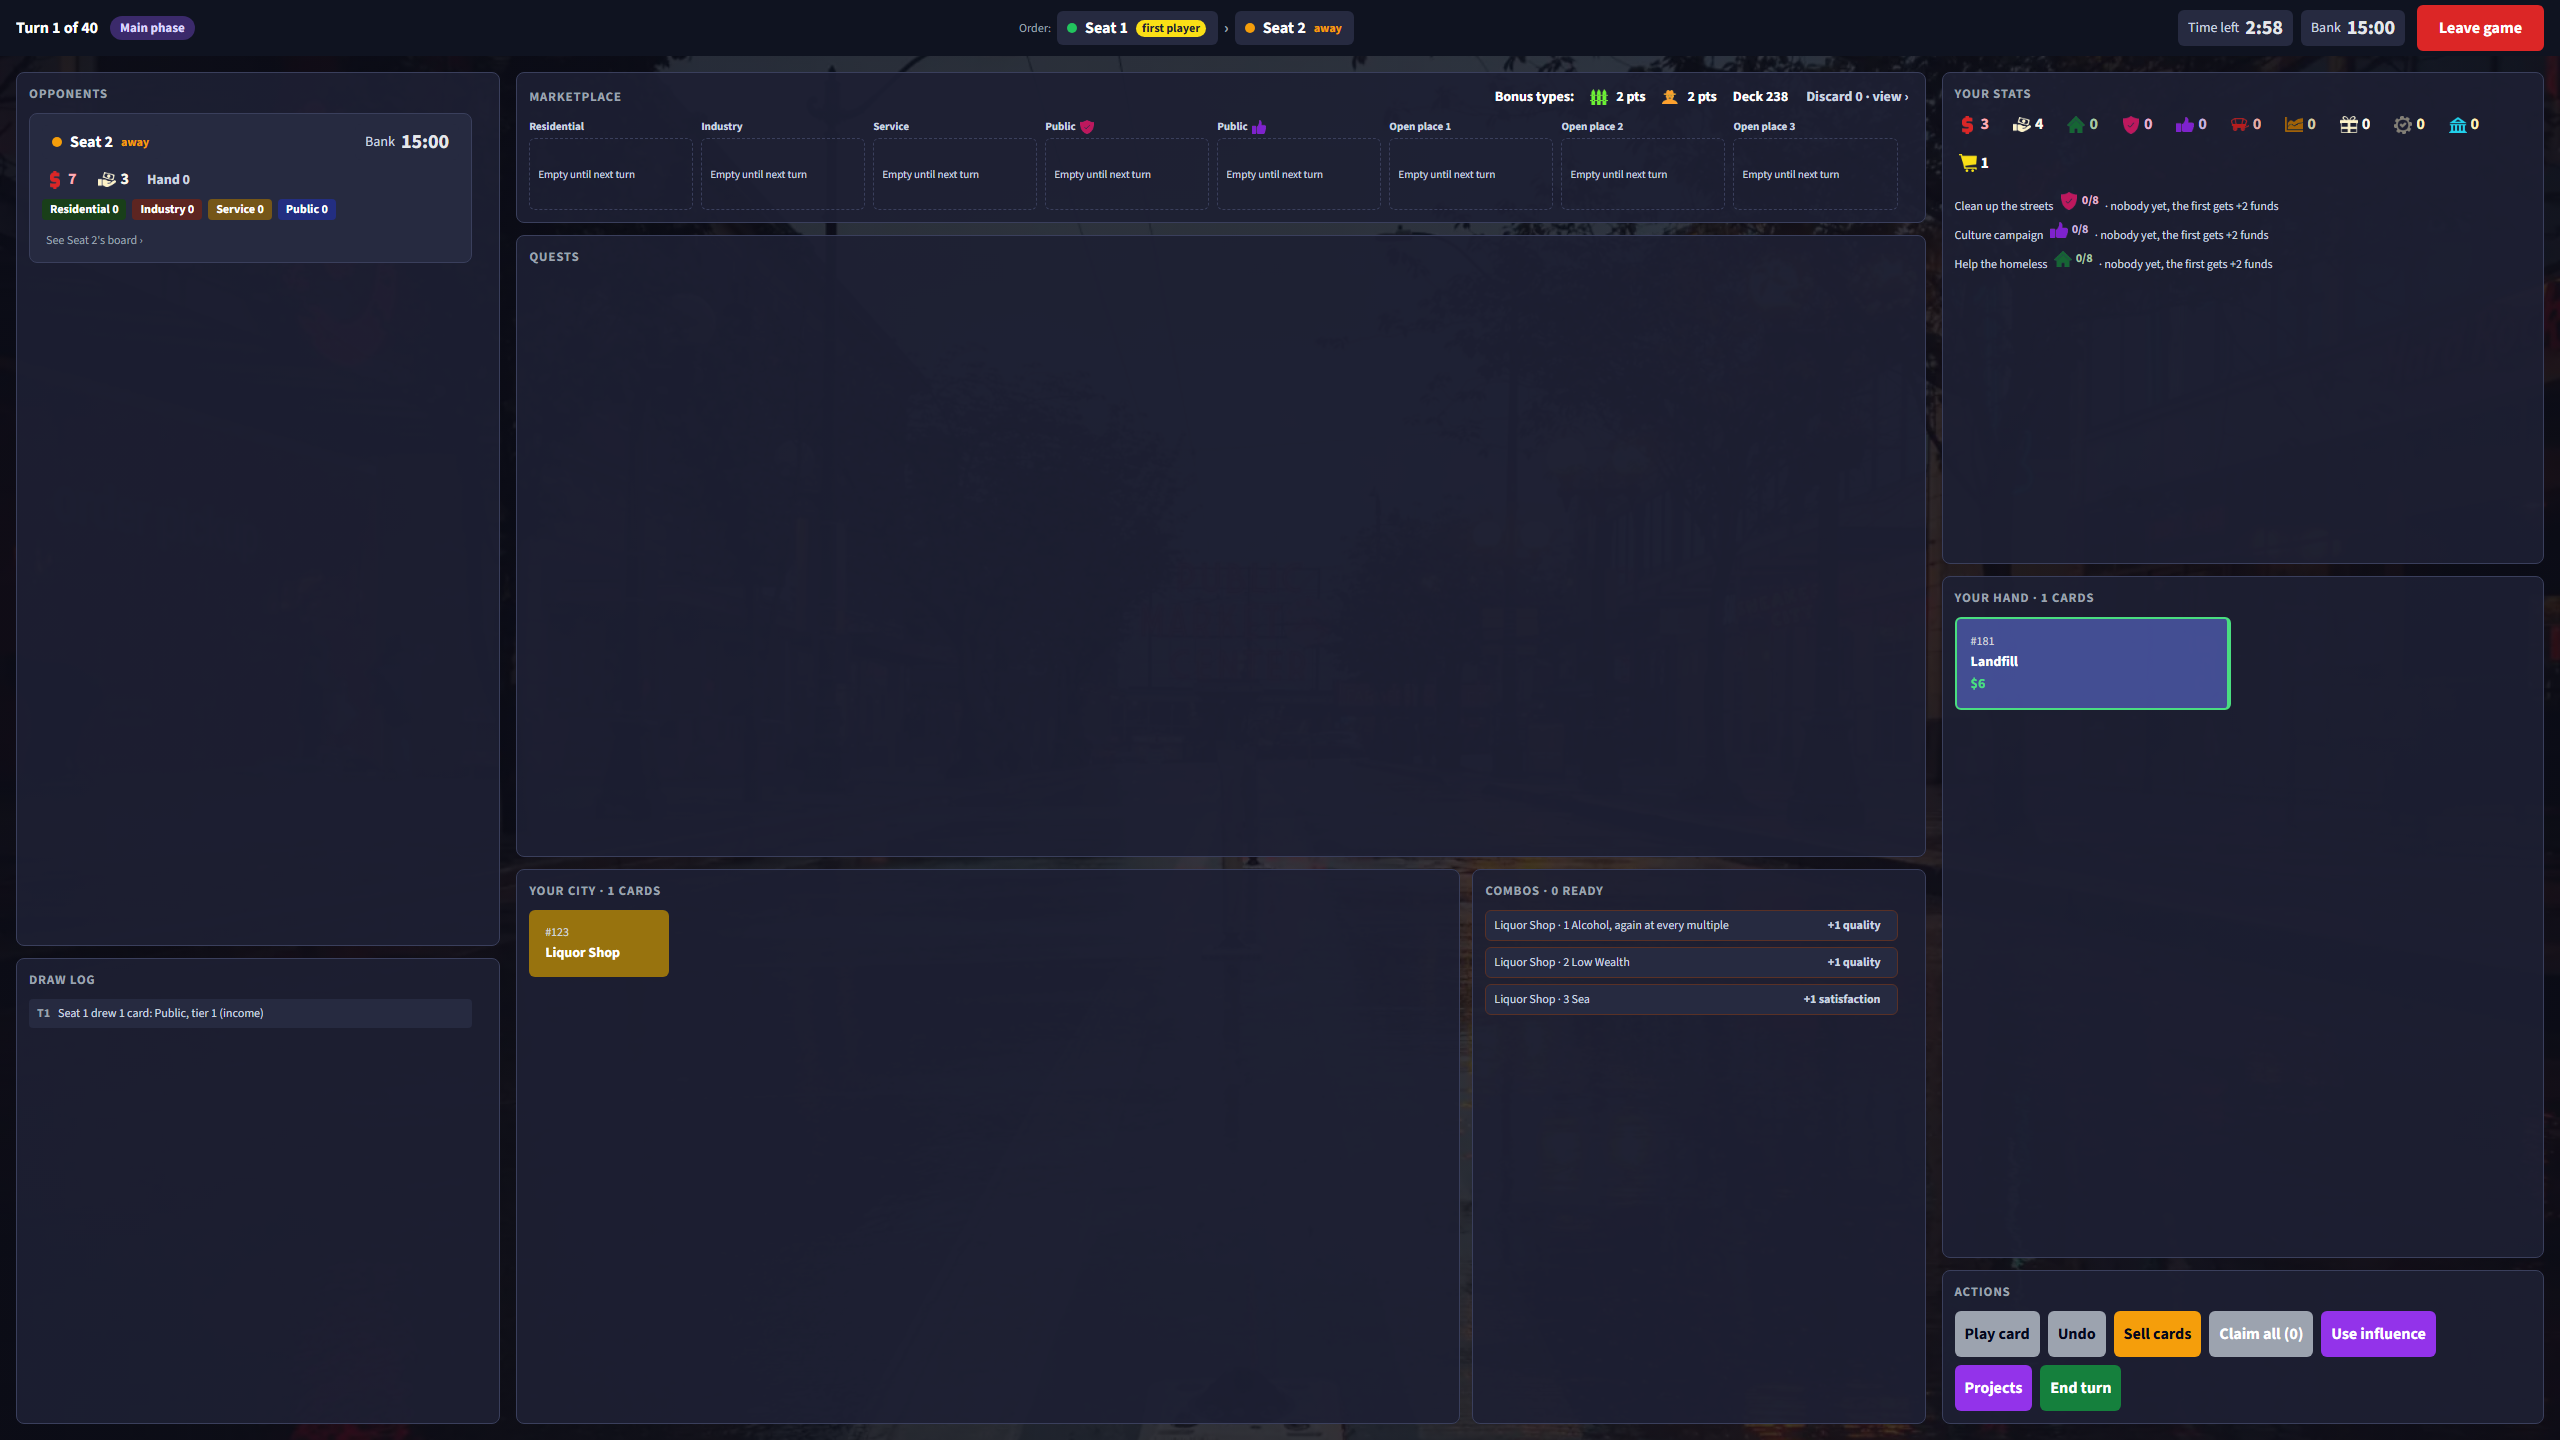 Turn 1 of 40 Main phase
Order: Seat 1 first player › Seat 2 away
Time left 2:58 Bank 15:00 Leave game
OPPONENTS
Seat 2 away Bank 15:00
$ 7 3 Hand 0
Residential 0 Industry 0 Service 0 Public 0
See Seat 2's board ›
DRAW LOG
T1 Seat 1 drew 1 card: Public, tier 1 (income)
MARKETPLACE
Bonus types: 2 pts 2 pts Deck 238 Discard 0 · view ›
Residential Industry Service Public Public Open place 1 Open place 2 Open place 3
Empty until next turn Empty until next turn Empty until next turn Empty until next turn Empty until next turn Empty until next turn Empty until next turn Empty until next turn
QUESTS
YOUR CITY · 1 CARDS
#123
Liquor Shop
COMBOS · 0 READY
Liquor Shop · 1 Alcohol, again at every multiple +1 quality
Liquor Shop · 2 Low Wealth +1 quality
Liquor Shop · 3 Sea +1 satisfaction
YOUR STATS
$ 3 4 0 0 0 0 0 0 0 0
1
Clean up the streets 0/8 · nobody yet, the first gets +2 funds
Culture campaign 0/8 · nobody yet, the first gets +2 funds
Help the homeless 0/8 · nobody yet, the first gets +2 funds
YOUR HAND · 1 CARDS
#181
Landfill
$6
ACTIONS
Play card Undo Sell cards Claim all (0) Use influence
Projects End turn